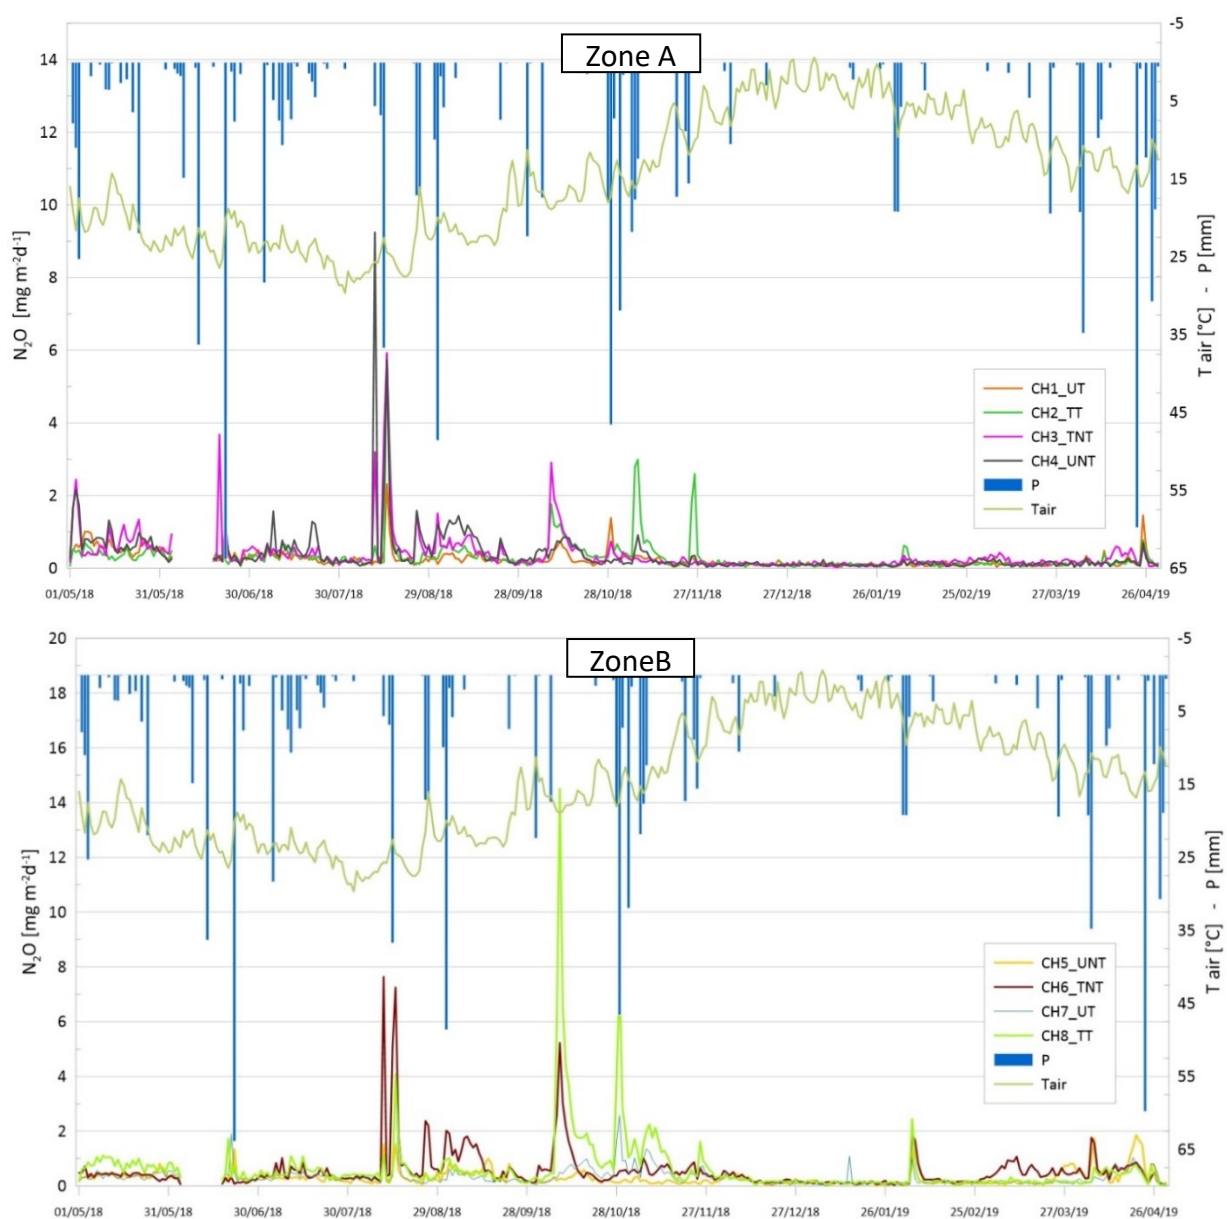 Zone A
-5
14
12
5
10
15
8
25
6
35
4
45
2
55
0
65
N₂O [mg m⁻²d⁻¹]
T air [°C] - P [mm]
CH1_UT
CH2_TT
CH3_TNT
CH4_UNT
P
Tair
01/05/18 31/05/18 30/06/18 30/07/18 29/08/18 28/09/18 28/10/18 27/11/18 27/12/18 26/01/19 25/02/19 27/03/19 26/04/19
ZoneB
20
-5
18
5
16
15
14
12
25
10
35
8
6
45
4
55
2
65
0
N₂O [mg m⁻²d⁻¹]
T air [°C] - P [mm]
CH5_UNT
CH6_TNT
CH7_UT
CH8_TT
P
Tair
01/05/18 31/05/18 30/06/18 30/07/18 29/08/18 28/09/18 28/10/18 27/11/18 27/12/18 26/01/19 25/02/19 27/03/19 26/04/19